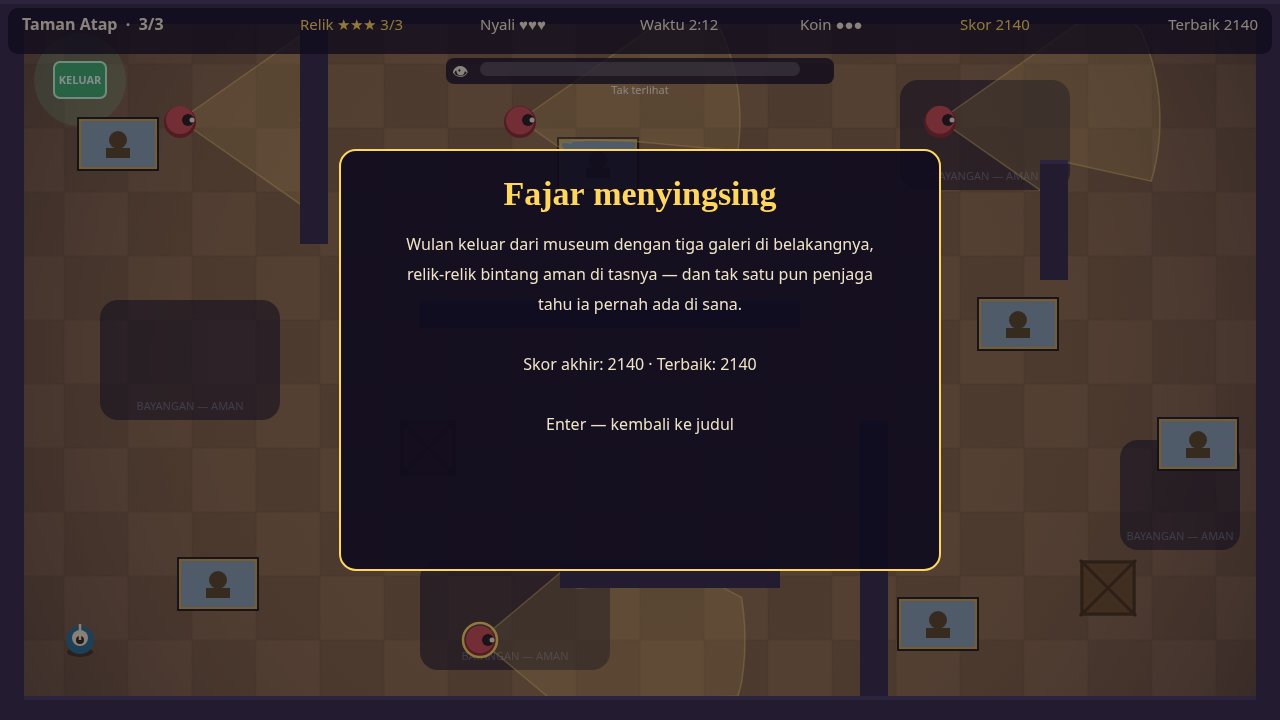 Taman Atap · 3/3
Relik ★★★ 3/3
Nyali ♥♥♥
Waktu 2:12
Koin ●●●
Skor 2140
Terbaik 2140
KELUAR
Tak terlihat
BAYANGAN — AMAN
Fajar menyingsing
Wulan keluar dari museum dengan tiga galeri di belakangnya,
relik-relik bintang aman di tasnya — dan tak satu pun penjaga
tahu ia pernah ada di sana.
Skor akhir: 2140 · Terbaik: 2140
Enter — kembali ke judul
BAYANGAN — AMAN
BAYANGAN — AMAN
BAYANGAN — AMAN